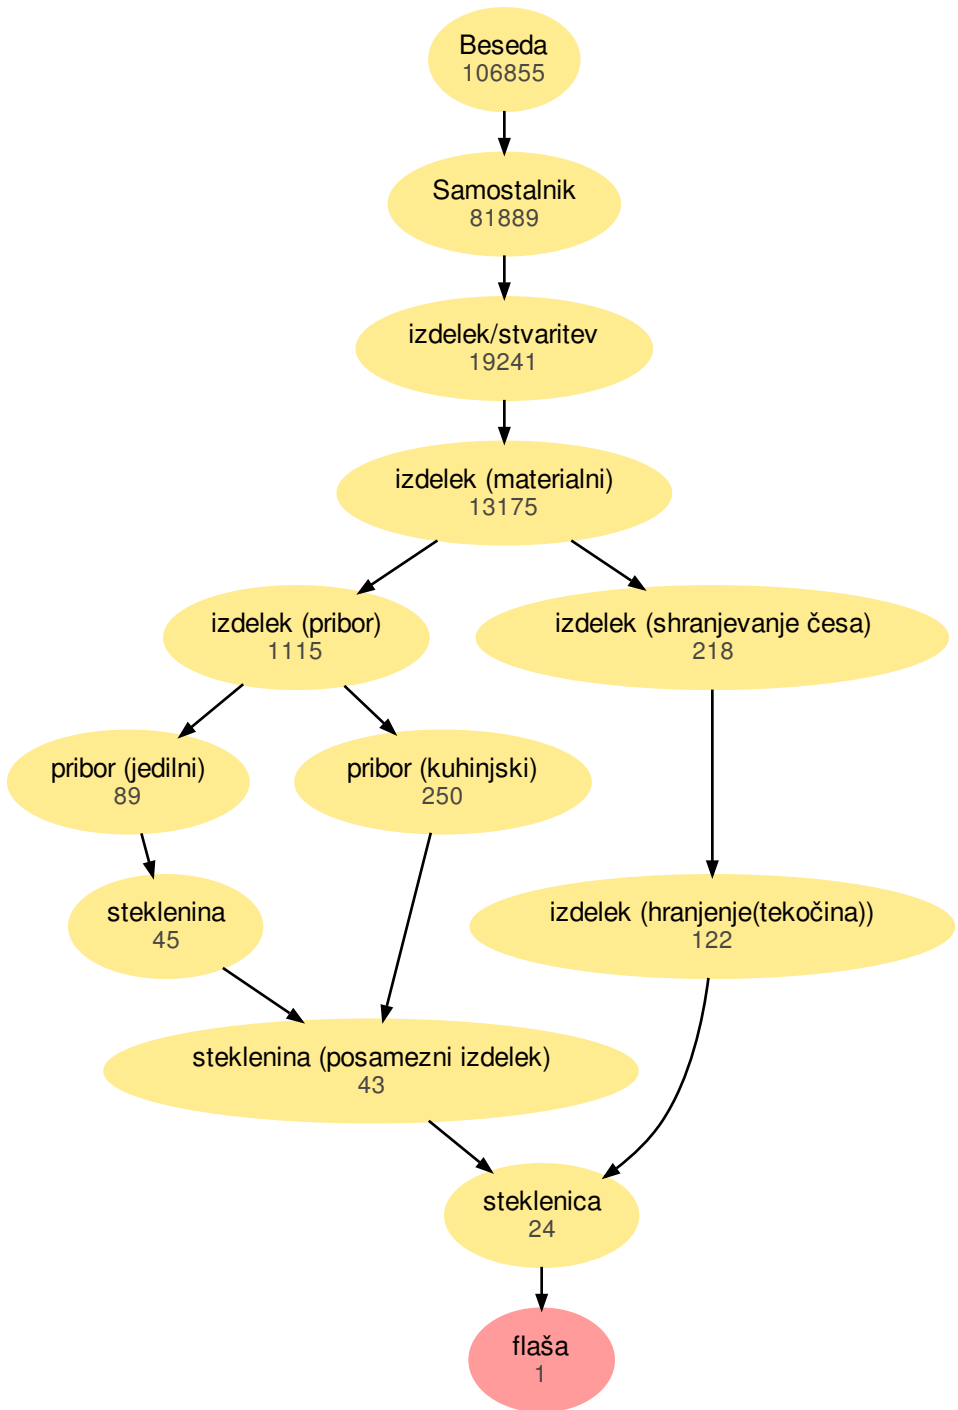 Beseda
106855
Samostalnik
81889
izdelek/stvaritev
19241
izdelek (materialni)
13175
izdelek (pribor)
1115
izdelek (shranjevanje česa)
218
pribor (jedilni)
89
pribor (kuhinjski)
250
steklenina
45
izdelek (hranjenje(tekočina))
122
steklenina (posamezni izdelek)
43
steklenica
24
flaša
1